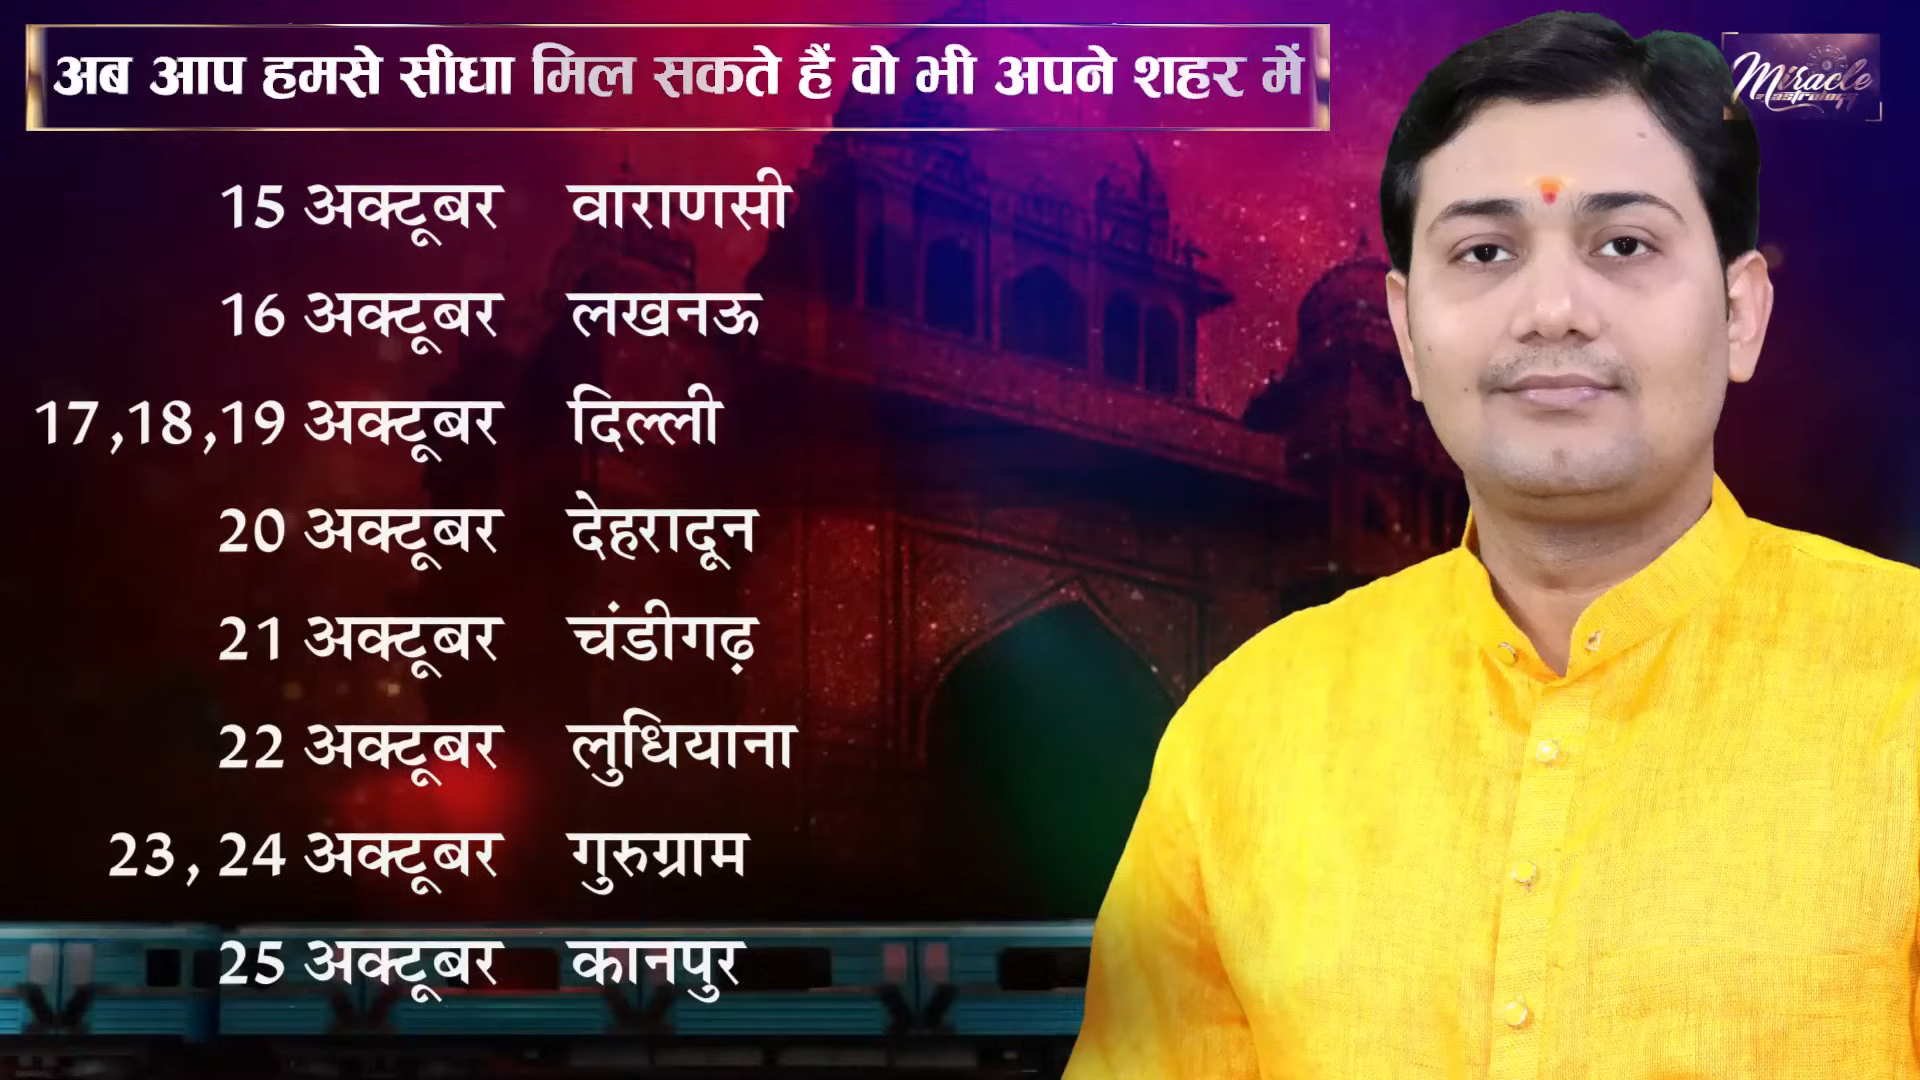 अब आप हमसे सीधा मिल सकते हैं वो भी अपने शहर में
Miracle
astrology
15 अक्टूबर वाराणसी
16 अक्टूबर लखनऊ
17,18,19 अक्टूबर दिल्ली
20 अक्टूबर देहरादून
21 अक्टूबर चंडीगढ़
22 अक्टूबर लुधियाना
23, 24 अक्टूबर गुरुग्राम
25 अक्टूबर कानपुर